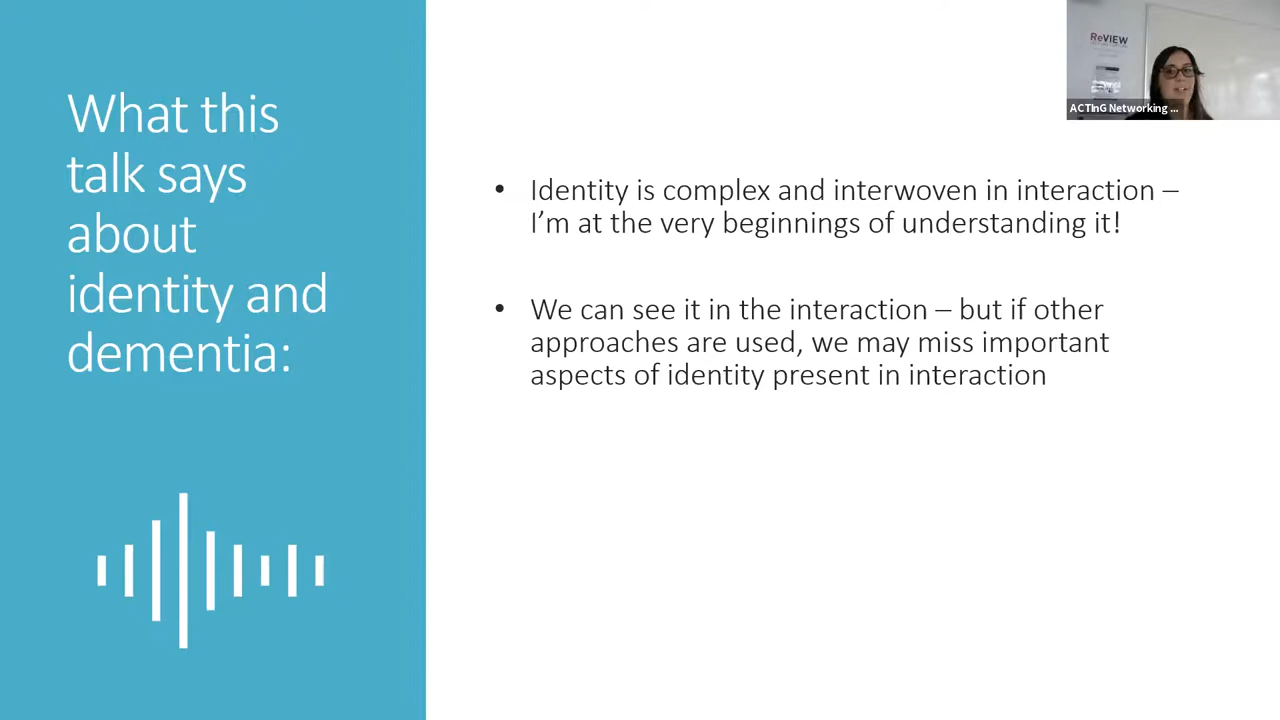 What this
talk says
about
identity and
dementia:
• Identity is complex and interwoven in interaction –
I’m at the very beginnings of understanding it!
• We can see it in the interaction – but if other
approaches are used, we may miss important
aspects of identity present in interaction
ReVIEW
ACTInG Networking ...